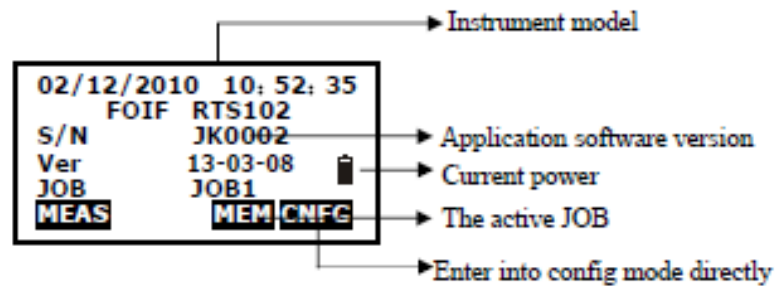 Instrument model
02/12/2010 10: 52: 35
FOIF RTS102
S/N JK0002
Application software version
Ver 13-03-08
Current power
JOB JOB1
MEAS MEM CNFG
The active JOB
Enter into config mode directly